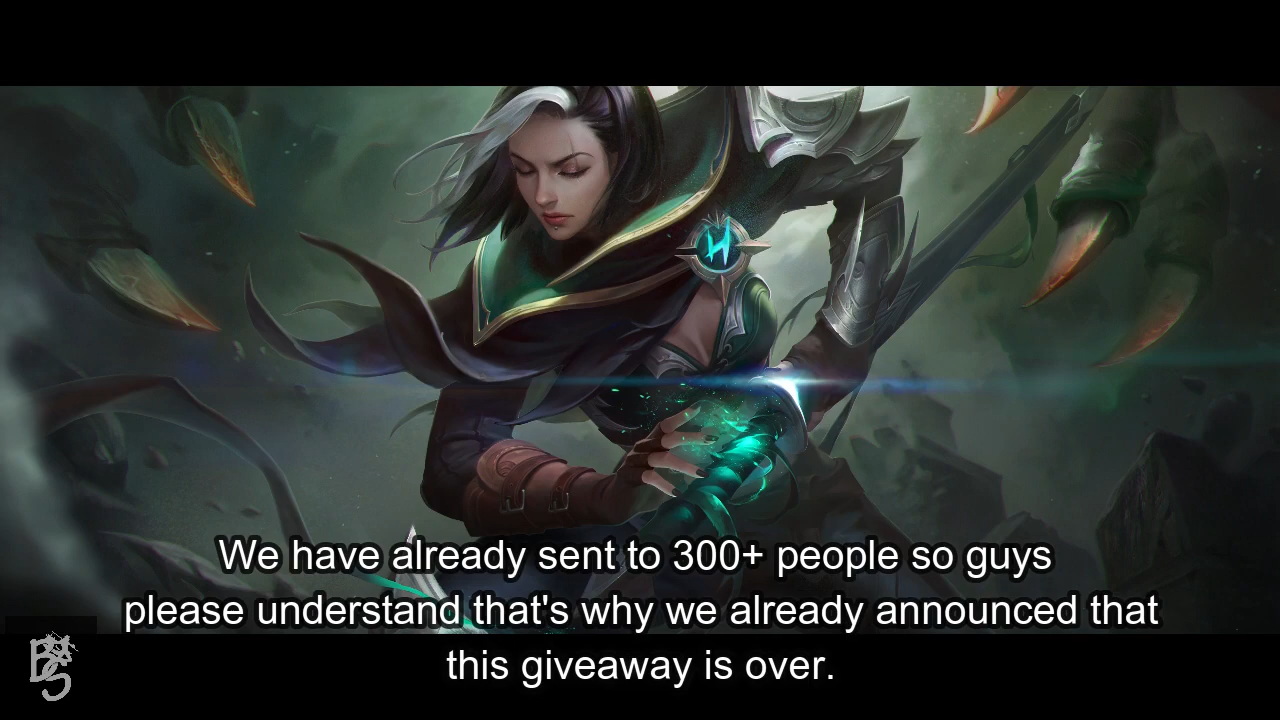 We have already sent to 300+ people so guys
please understand that's why we already announced that
this giveaway is over.